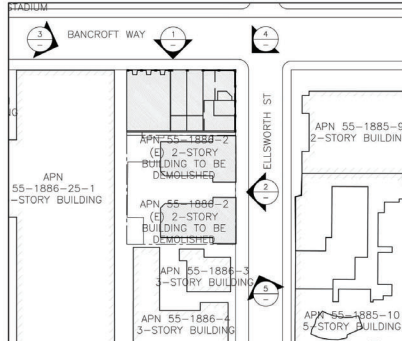 STADIUM
3
-
BANCROFT WAY
1
-
4
-
ELLSWORTH ST
APN 55-1886-2
(E) 2-STORY
BUILDING TO BE
DEMOLISHED
APN 55-1885-9
2-STORY BUILDIN
APN
55-1886-25-1
-STORY BUILDING
APN 55-1886-2
(E) 2-STORY
BUILDING TO BE
DEMOLISHED
2
-
APN 55-1886-3
3-STORY BUILDING
5
-
APN 55-1886-4
3-STORY BUILDING
APN 55-1885-10
5-STORY BUILDING